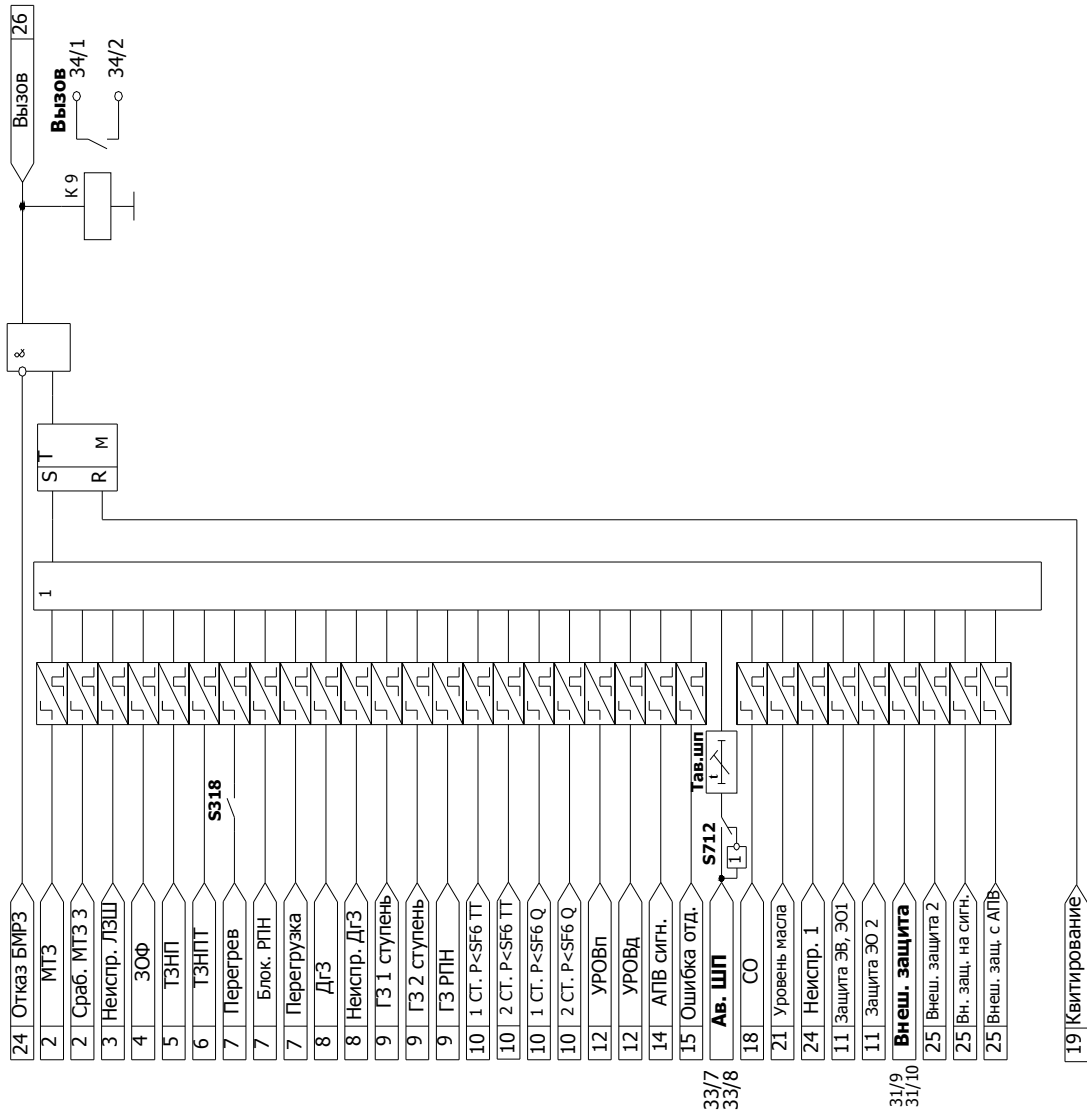 26
Вызов
Вызов
34/1
34/2
К 9
&
S T
R M
1
S318
Тав.шп
t
S712
1
24 Отказ БМРЗ
2 МТЗ
2 Сраб. МТЗ 3
3 Неиспр. ЛЗШ
4 ЗОФ
5 ТЗНП
6 ТЗНПТ
7 Перегрев
7 Блок. РПН
7 Перегрузка
8 ДгЗ
8 Неиспр. ДгЗ
9 ГЗ 1 ступень
9 ГЗ 2 ступень
9 ГЗ РПН
10 1 СТ. P<SF6 ТТ
10 2 СТ. P<SF6 ТТ
10 1 СТ. P<SF6 Q
10 2 СТ. P<SF6 Q
12 УРОВп
12 УРОВд
14 АПВ сигн.
15 Ошибка отд.
33/7
33/8
Ав. ШП
18 СО
21 Уровень масла
24 Неиспр. 1
11 Защита ЭВ, ЭО1
11 Защита ЭО 2
31/9
31/10
Внеш. защита
25 Внеш. защита 2
25 Вн. защ. на сигн.
25 Внеш. защ. с АПВ
19 Квитирование